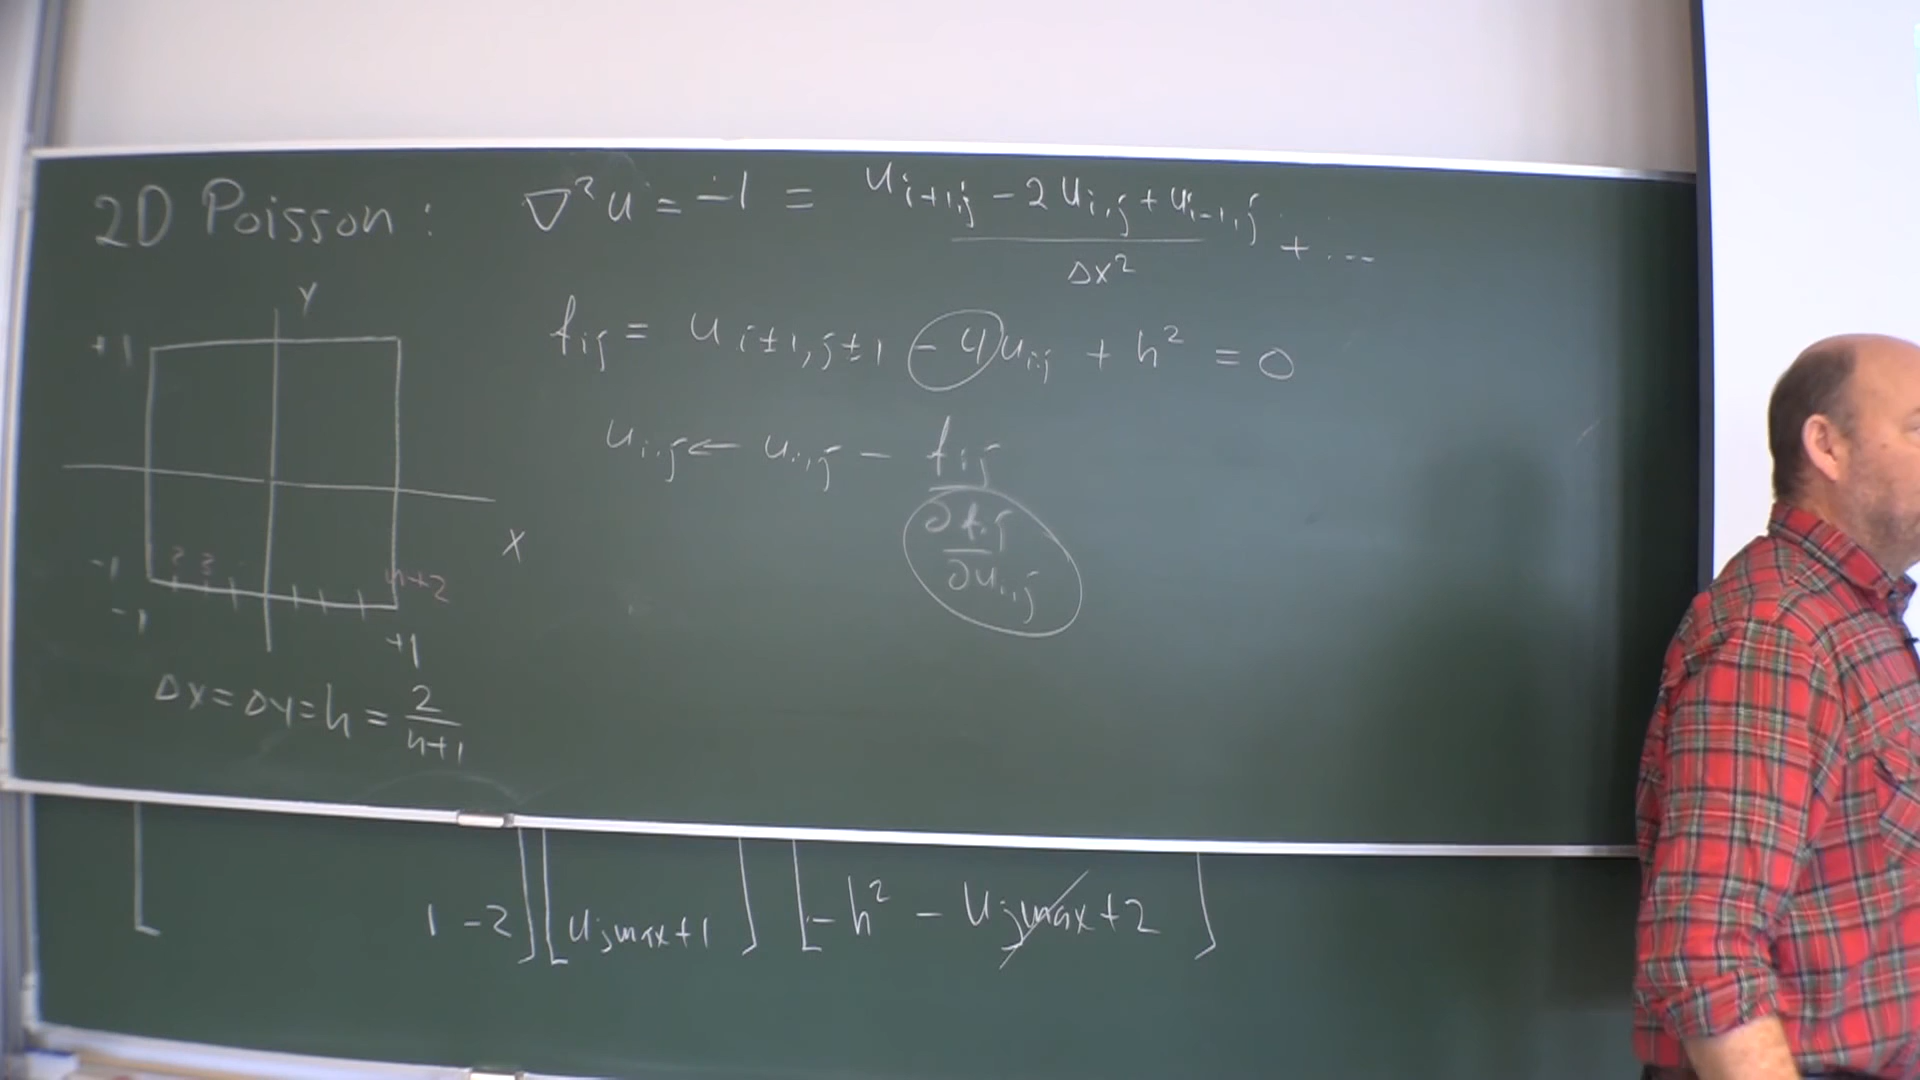 2D Poisson: ∇²u = -1 = (u_{i+1,j} - 2u_{i,j} + u_{i-1,j}) / Δx² + ...
Y
f_{ij} = u_{i±1,j±1} - 4u_{ij} + h² = 0
+1
u_{i,j} ← u_{i,j} - f_{ij} / (∂f_{ij} / ∂u_{i,j})
X
-1
n+2
-1
+1
Δx = Δy = h = 2 / (n+1)
1 -2] [u_{jmax+1}] [-h² - u_{jmax+2}]